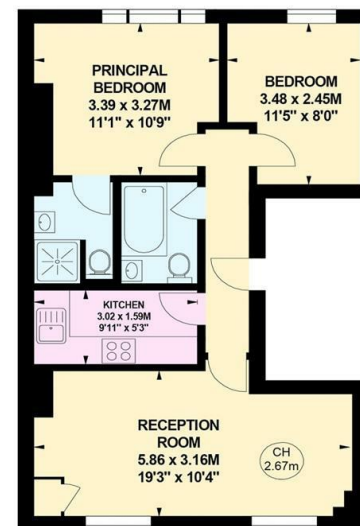 PRINCIPAL
BEDROOM
3.39 x 3.27M
11'1" x 10'9"
BEDROOM
3.48 x 2.45M
11'5" x 8'0"
KITCHEN
3.02 x 1.59M
9'11" x 5'3"
RECEPTION
ROOM
5.86 x 3.16M
19'3" x 10'4"
CH
2.67m